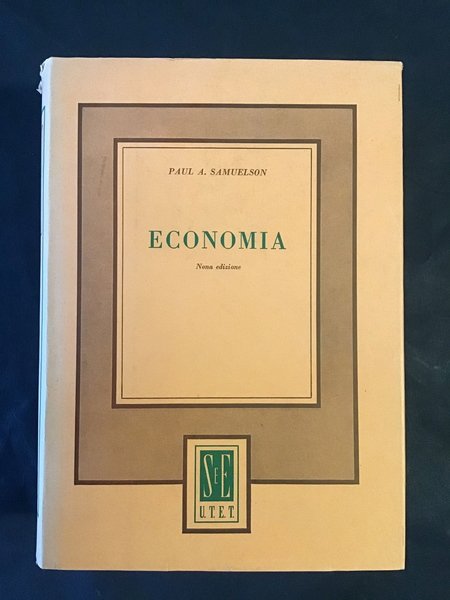 PAUL A. SAMUELSON
ECONOMIA
Nona edizione
SEE
U.T.E.T.